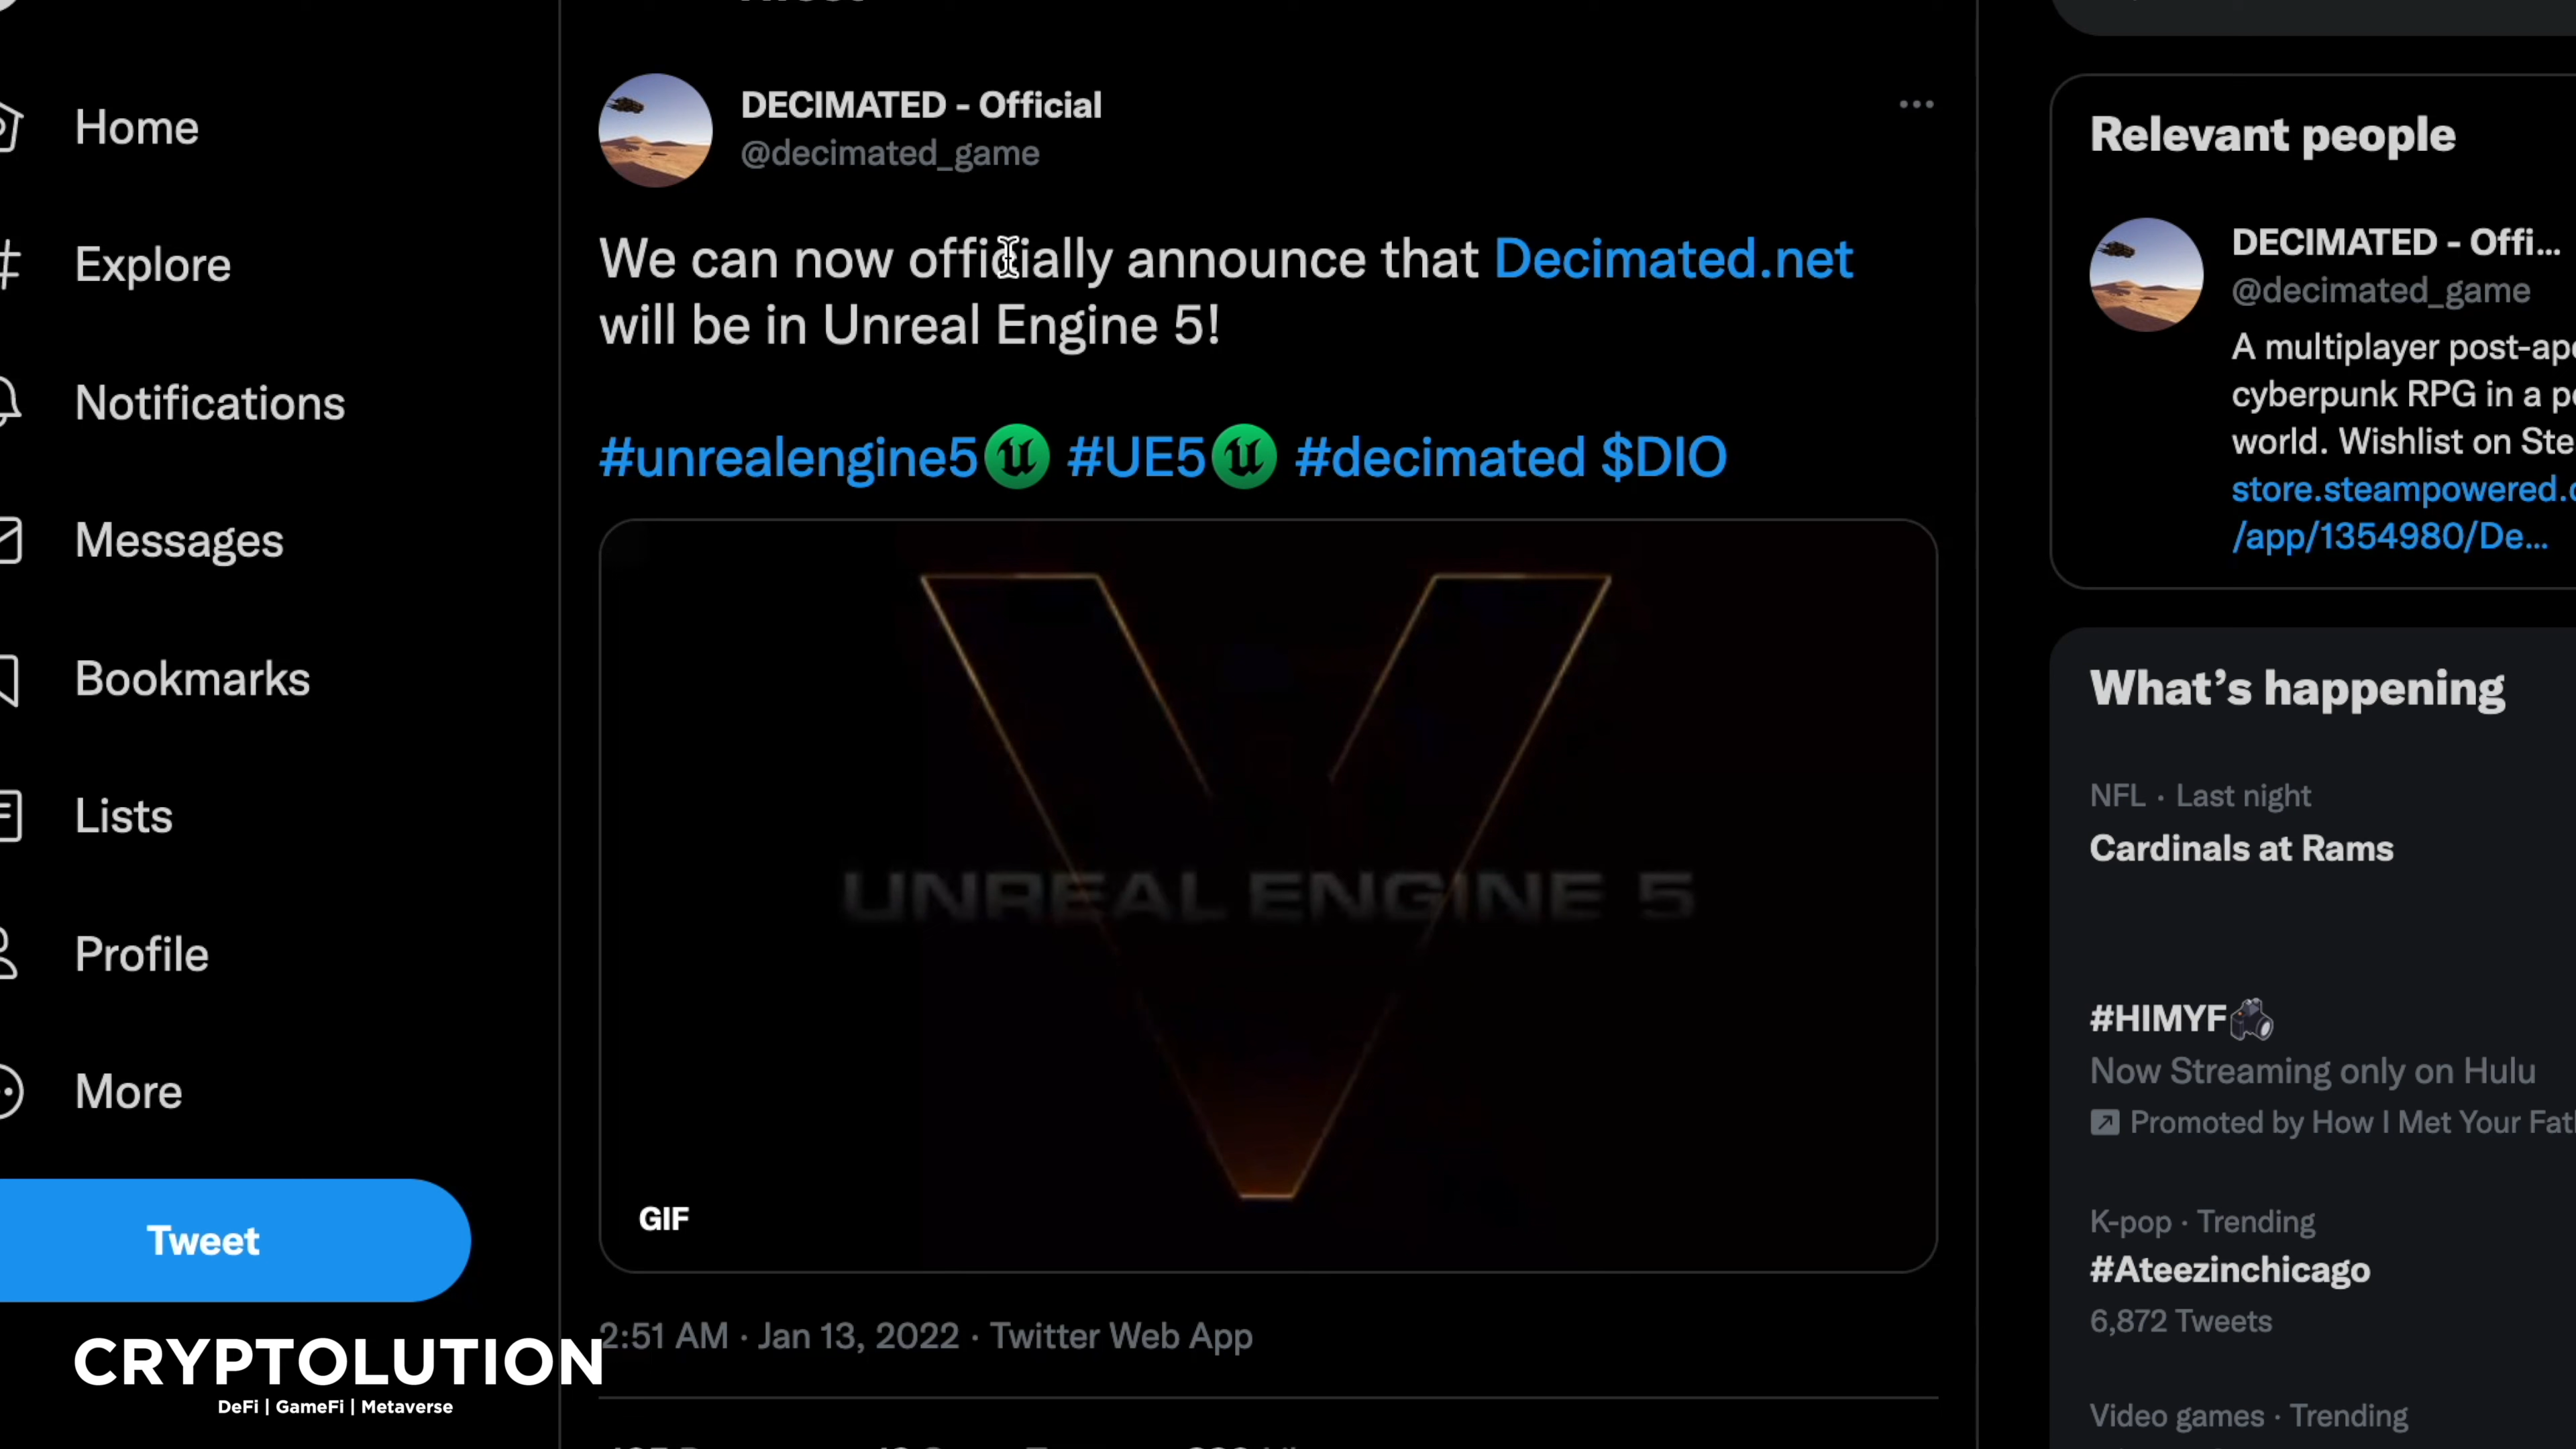 Home
Explore
Notifications
Messages
Bookmarks
Lists
Profile
More
Tweet
CRYPTOLUTION
DeFi | GameFi | Metaverse
DECIMATED - Official
@decimated_game
We can now officially announce that Decimated.net
will be in Unreal Engine 5!
#unrealengine5 #UE5 #decimated $DIO
UNREAL ENGINE 5
GIF
2:51 AM · Jan 13, 2022 · Twitter Web App
Relevant people
DECIMATED - Offi...
@decimated_game
A multiplayer post-apo
cyberpunk RPG in a
world. Wishlist on Ste
store.steampowered.
/app/1354980/De...
What's happening
NFL · Last night
Cardinals at Rams
#HIMYF
Now Streaming only on Hulu
Promoted by How I Met Your Fat
K-pop · Trending
#Ateezinchicago
6,872 Tweets
Video games · Trending